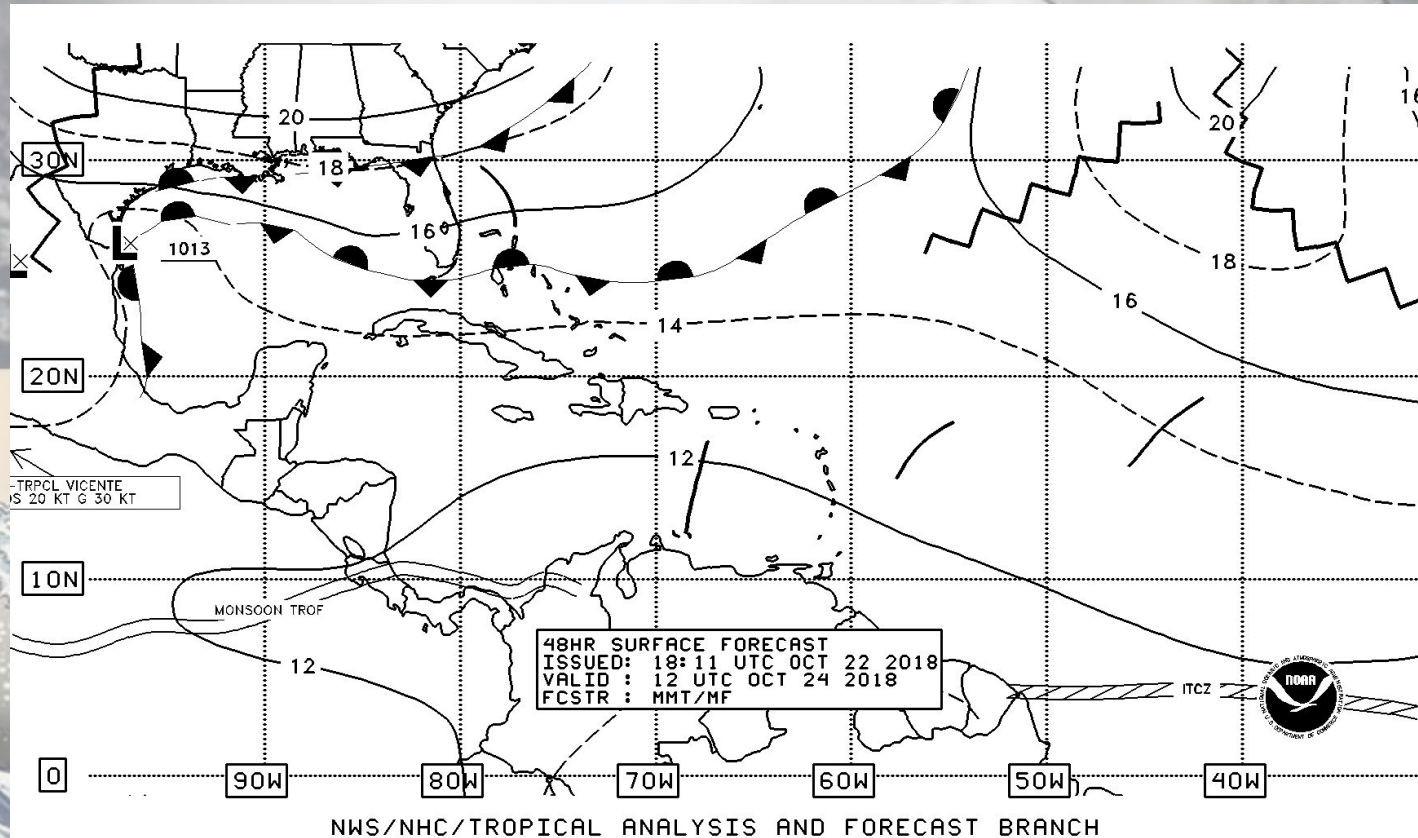 20
16
20
30N
18
16
1013
18
16
14
20N
12
-TRPCL VICENTE
S 20 KT G 30 KT
10N
MONSOON TROF
12
48HR SURFACE FORECAST
ISSUED: 18:11 UTC OCT 22 2018
VALID : 12 UTC OCT 24 2018
FCSTR : MMT/MF
ITCZ
NOAA
0
90W
80W
70W
60W
50W
40W
NWS/NHC/TROPICAL ANALYSIS AND FORECAST BRANCH